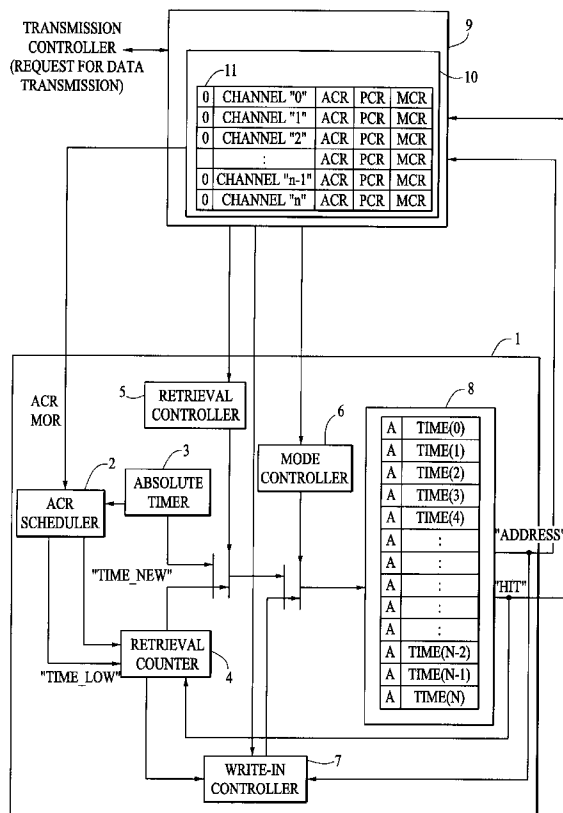 TRANSMISSION
CONTROLLER
(REQUEST FOR DATA
TRANSMISSION)
9
10
11
0 CHANNEL "0" ACR PCR MCR
0 CHANNEL "1" ACR PCR MCR
0 CHANNEL "2" ACR PCR MCR
: ACR PCR MCR
0 CHANNEL "n-1" ACR PCR MCR
0 CHANNEL "n" ACR PCR MCR
1
ACR
MOR
5
RETRIEVAL
CONTROLLER
6
MODE
CONTROLLER
8
2
ACR
SCHEDULER
3
ABSOLUTE
TIMER
A TIME(0)
A TIME(1)
A TIME(2)
A TIME(3)
A TIME(4)
A :
A :
A :
A :
A :
A TIME(N-2)
A TIME(N-1)
A TIME(N)
"ADDRESS"
"HIT"
"TIME_NEW"
"TIME_LOW"
RETRIEVAL
COUNTER
4
WRITE-IN
CONTROLLER
7